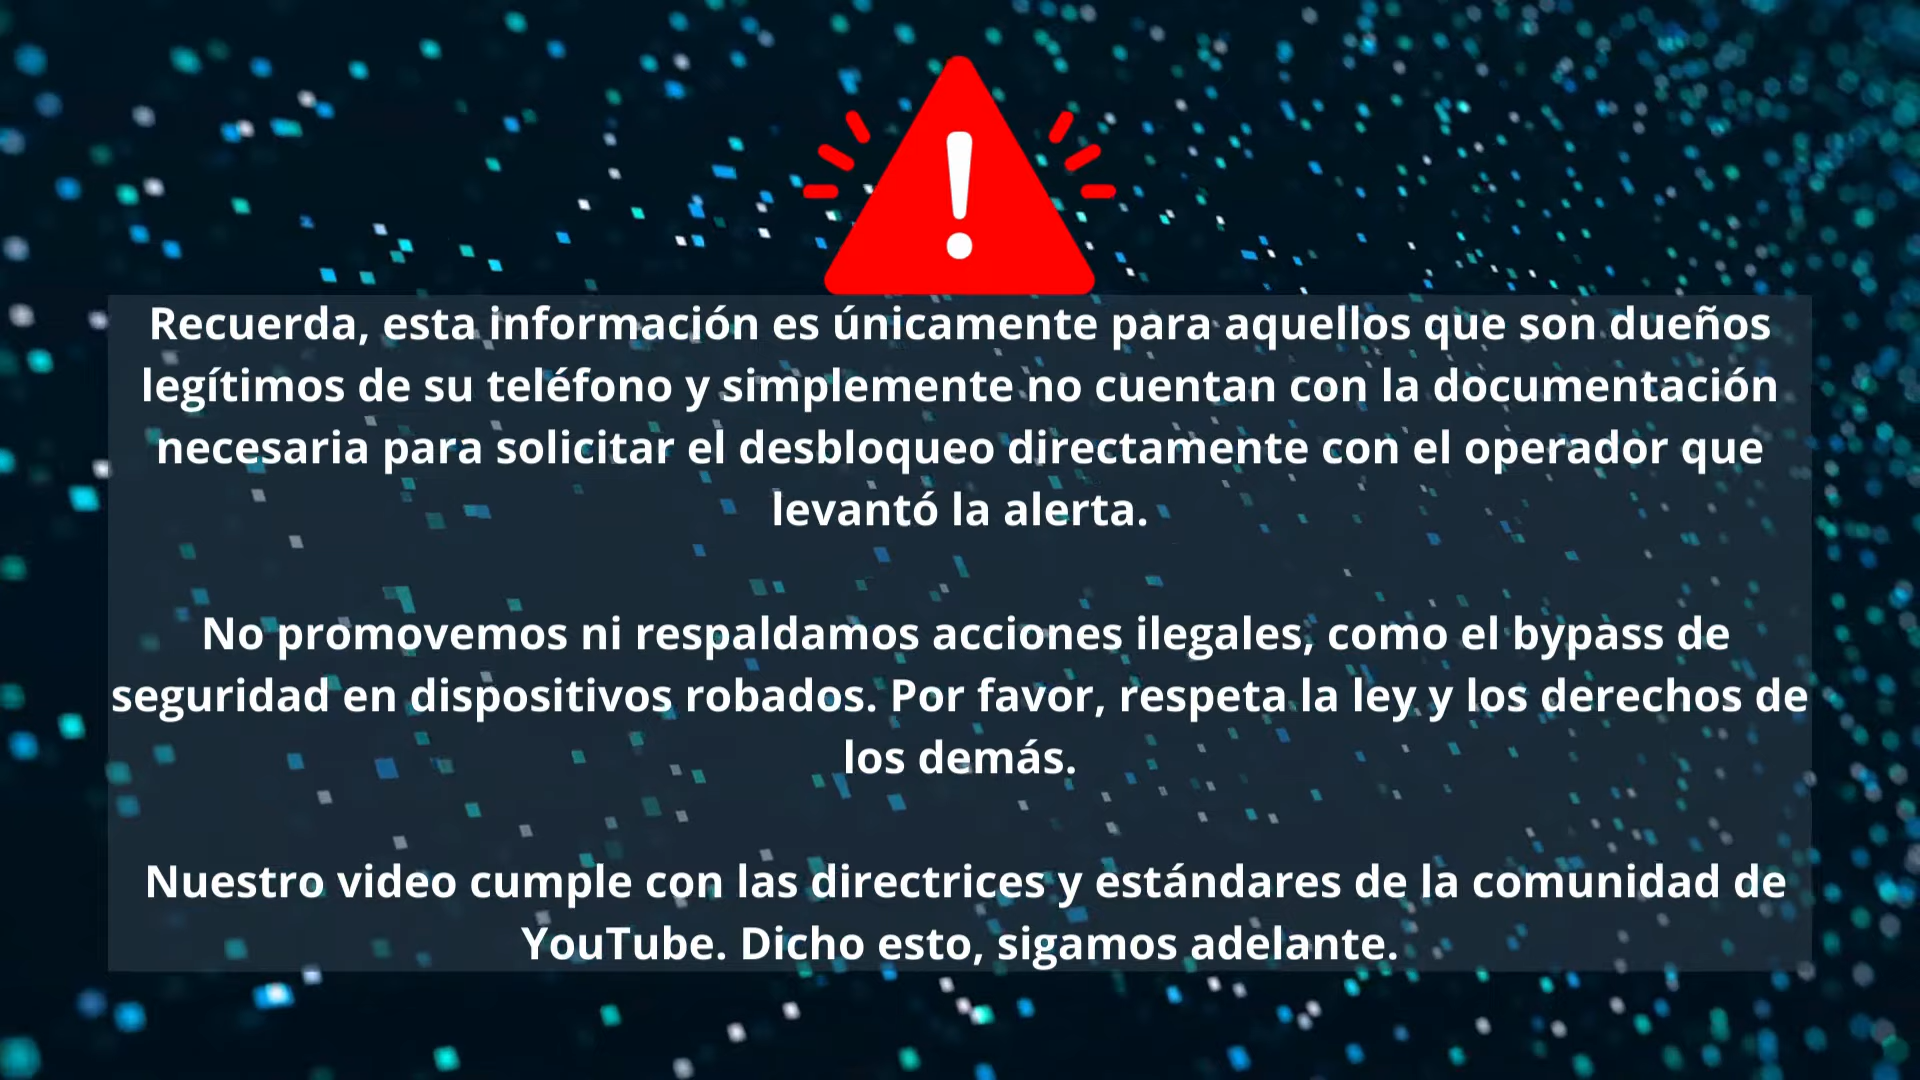 Recuerda, esta información es únicamente para aquellos que son dueños
legítimos de su teléfono y simplemente no cuentan con la documentación
necesaria para solicitar el desbloqueo directamente con el operador que
levantó la alerta.
No promovemos ni respaldamos acciones ilegales, como el bypass de
seguridad en dispositivos robados. Por favor, respeta la ley y los derechos de
los demás.
Nuestro video cumple con las directrices y estándares de la comunidad de
YouTube. Dicho esto, sigamos adelante.